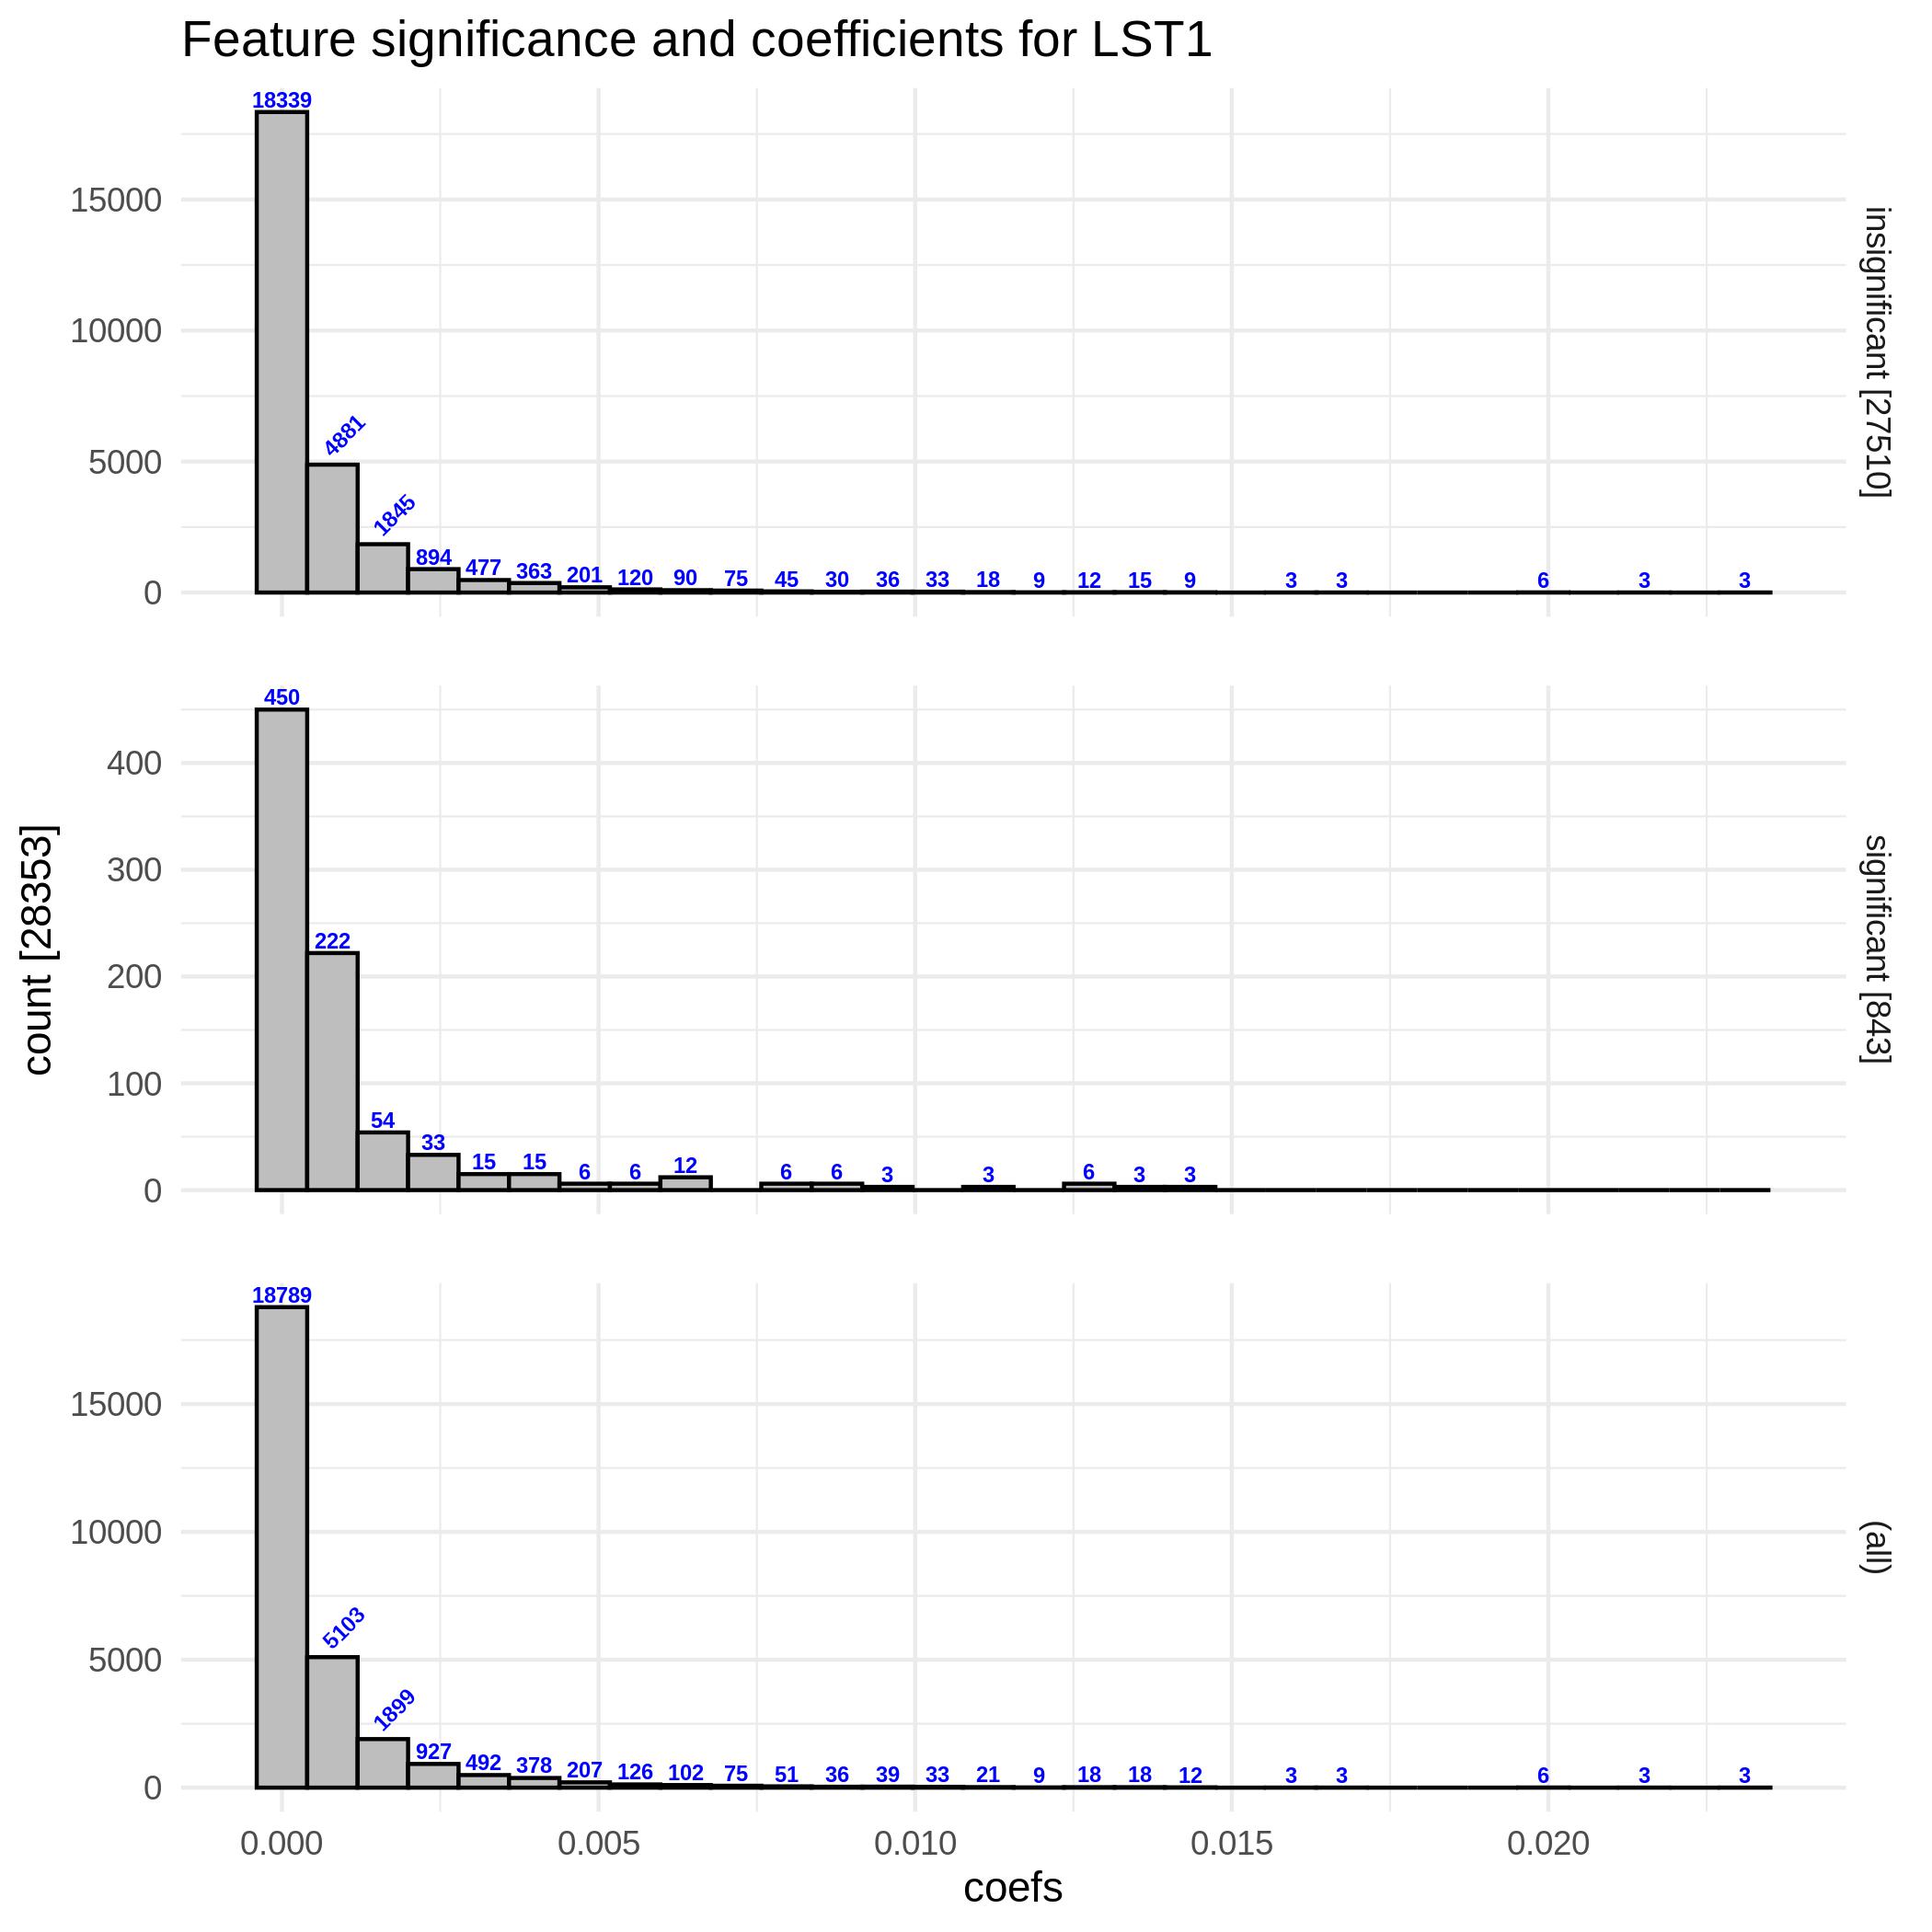 Feature significance and coefficients for LST1
count [28353]
15000
10000
5000
0
18339
4881
1845
894 477 363 201 120 90 75 45 30 36 33 18 9 12 15 9 3 3 6 3 3
insignificant [27510]
400
300
200
100
0
450
222
54
33
15 15 6 6 12 6 6 3 3 6 3 3
significant [843]
15000
10000
5000
0
18789
5103
1899
927 492 378 207 126 102 75 51 36 39 33 21 9 18 18 12 3 3 6 3 3
(all)
0.000 0.005 0.010 0.015 0.020
coefs